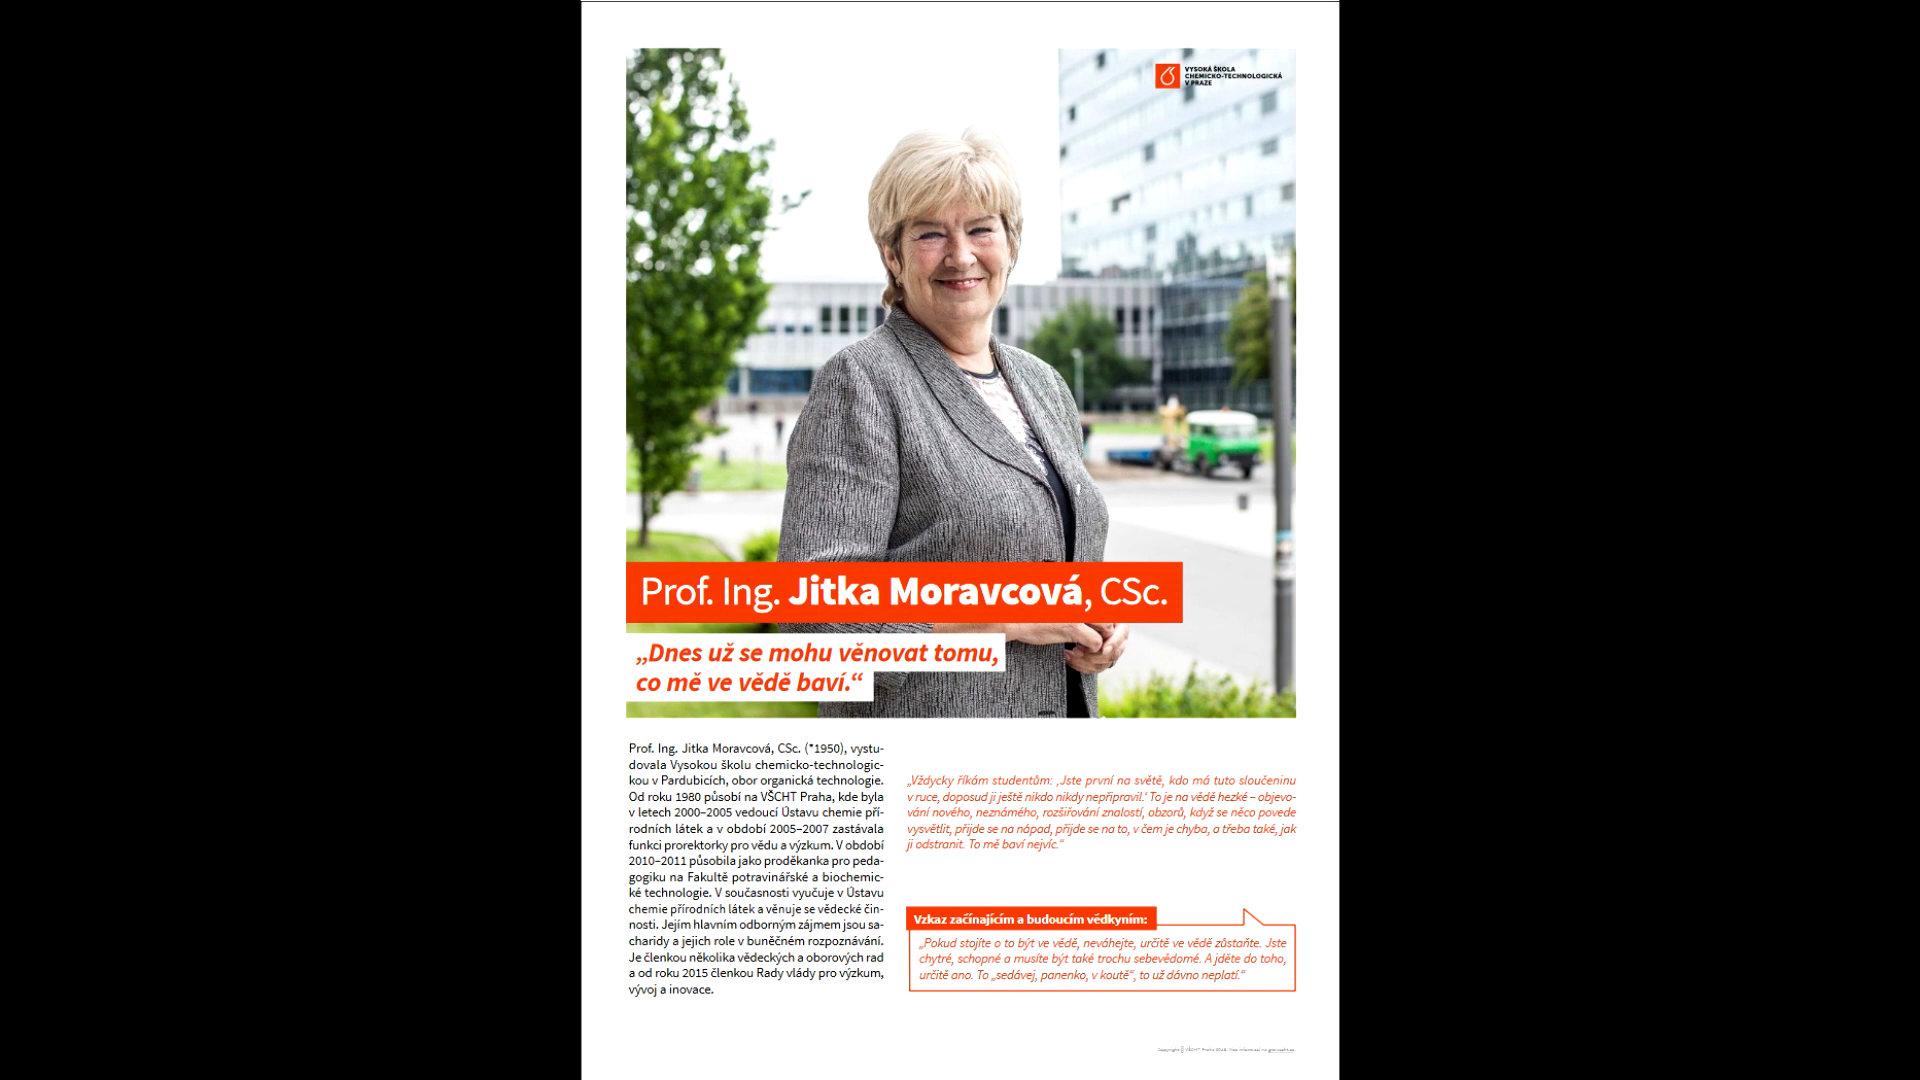 VYSOKÁ ŠKOLA
CHEMICKO-TECHNOLOGICKÁ
V PRAZE
Prof. Ing. Jitka Moravcová, CSc.
„Dnes už se mohu věnovat tomu,
co mě ve vědě baví.“
Prof. Ing. Jitka Moravcová, CSc. (*1950), vystu-
dovala Vysokou školu chemicko-technologic-
kou v Pardubicích, obor organická technologie.
Od roku 1980 působí na VŠCHT Praha, kde byla
v letech 2000–2005 vedoucí Ústavu chemie pří-
rodních látek a v období 2005–2007 zastávala
funkci prorektorky pro vědu a výzkum. V období
2010–2011 působila jako proděkanka pro peda-
gogiku na Fakultě potravinářské a biochemic-
ké technologie. V současnosti vyučuje v Ústavu
chemie přírodních látek a věnuje se vědecké čin-
nosti. Jejím hlavním odborným zájmem jsou sa-
charidy a jejich role v buněčném rozpoznávání.
Je členkou několika vědeckých a oborových rad
a od roku 2015 členkou Rady vlády pro výzkum,
vývoj a inovace.
„Vždycky říkám studentům: ‚Jste první na světě, kdo má tuto sloučeninu
v ruce, doposud ji ještě nikdo nikdy nepřipravil.‘ To je na vědě hezké – objevo-
vání nového, neznámého, rozšiřování znalostí, obzorů, když se něco povede
vysvětlit, přijde se na nápad, přijde se na to, v čem je chyba, a třeba také, jak
ji odstranit. To mě baví nejvíc.“
Vzkaz začínajícím a budoucím vědkyním:
„Pokud stojíte o to být ve vědě, neváhejte, určitě ve vědě zůstaňte. Jste
chytré, schopné a musíte být také trochu sebevědomé. A jděte do toho,
určitě ano. To „sedávej, panenko, v koutě“, to už dávno neplatí.“